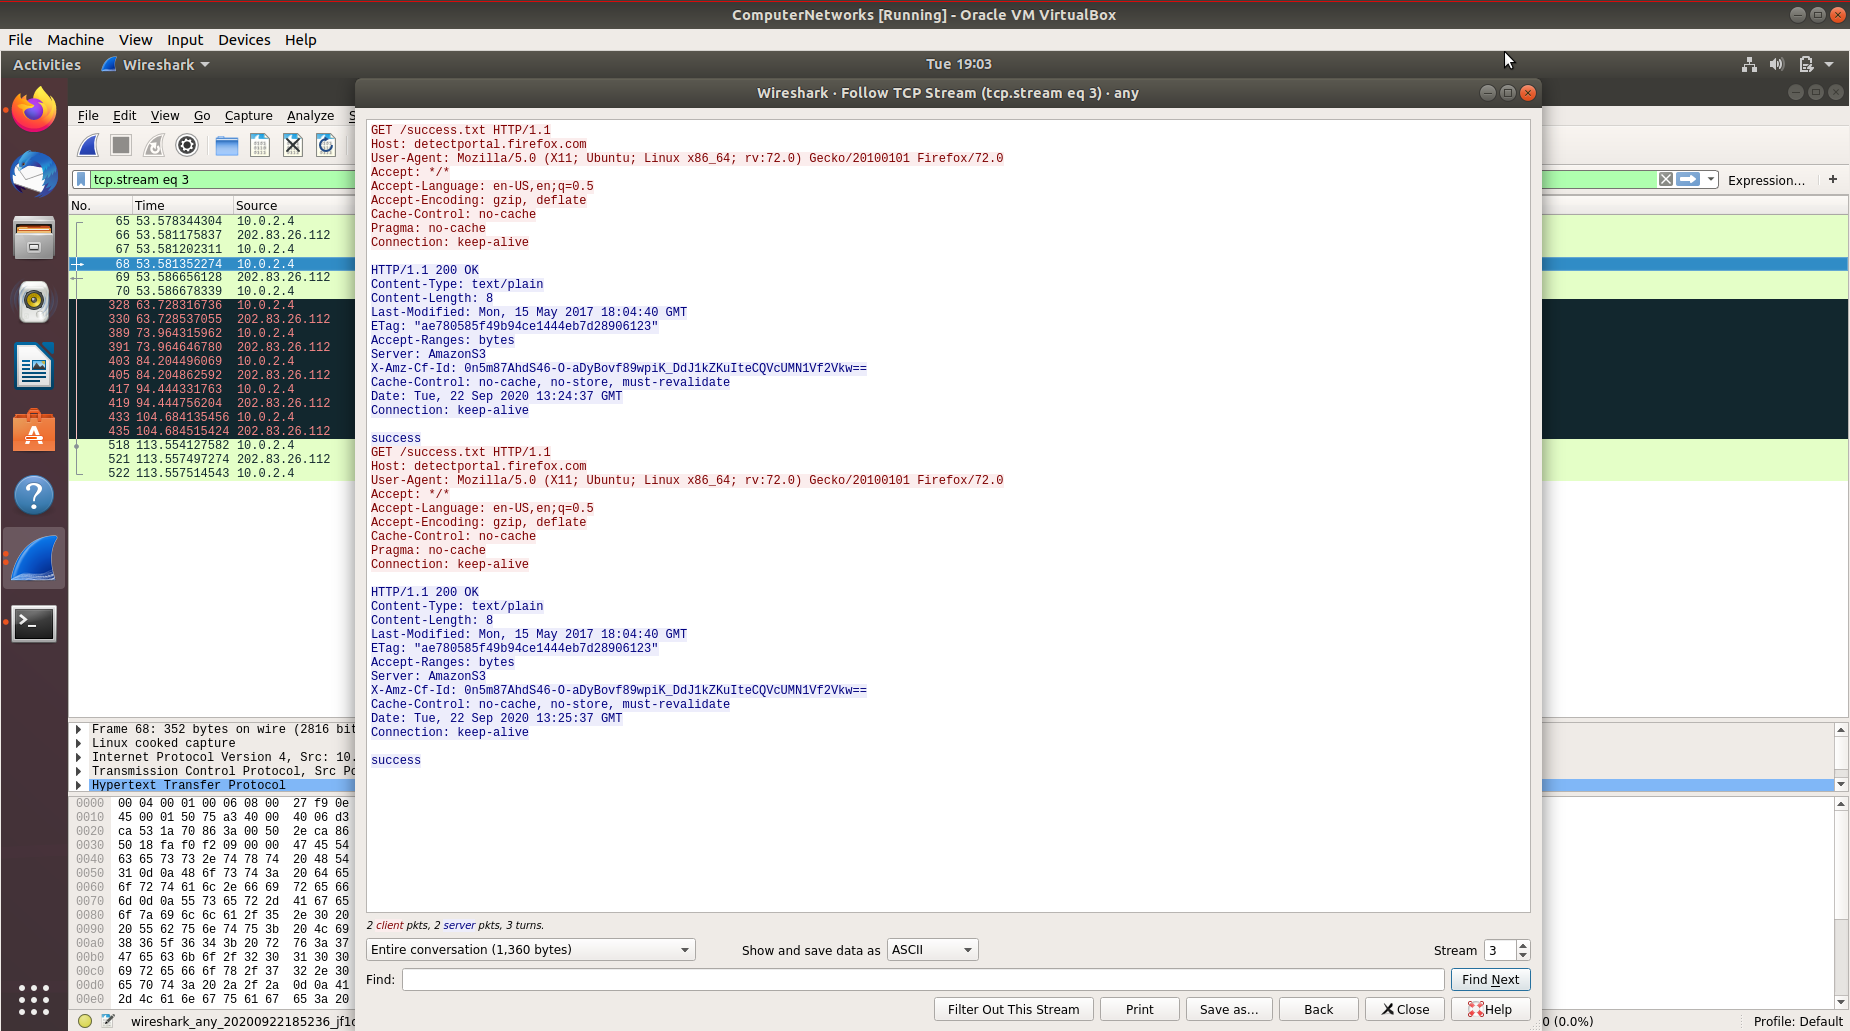 ComputerNetworks [Running] - Oracle VM VirtualBox
File Machine View Input Devices Help
Activities Wireshark Tue 19:03
Wireshark · Follow TCP Stream (tcp.stream eq 3) · any
File Edit View Go Capture Analyze S
tcp.stream eq 3
Expression... +
No. Time Source
65 53.578344304 10.0.2.4
66 53.581175837 202.83.26.112
67 53.581202311 10.0.2.4
68 53.581352274 10.0.2.4
69 53.586656128 202.83.26.112
70 53.586678339 10.0.2.4
328 63.728316736 10.0.2.4
330 63.728537055 202.83.26.112
389 73.964315962 10.0.2.4
391 73.964646780 202.83.26.112
403 84.204496069 10.0.2.4
405 84.204862592 202.83.26.112
417 94.444331763 10.0.2.4
419 94.444756204 202.83.26.112
433 104.684135456 10.0.2.4
435 104.684515424 202.83.26.112
518 113.554127582 10.0.2.4
521 113.557497274 202.83.26.112
522 113.557514543 10.0.2.4
Frame 68: 352 bytes on wire (2816 bit
Linux cooked capture
Internet Protocol Version 4, Src: 10.
Transmission Control Protocol, Src Po
Hypertext Transfer Protocol
0000 00 04 00 01 00 06 08 00 27 f9 0e
0010 45 00 01 50 75 a3 40 00 40 06 d3
0020 ca 53 1a 70 86 3a 00 50 2e ca 86
0030 50 18 fa f0 f2 09 00 00 47 45 54
0040 63 65 73 73 2e 74 78 74 20 48 54
0050 31 0d 0a 48 6f 73 74 3a 20 64 65
0060 6f 72 74 61 6c 2e 66 69 72 65 66
0070 6d 0d 0a 55 73 65 72 2d 41 67 65
0080 6f 7a 69 6c 6c 61 2f 35 2e 30 20
0090 20 55 62 75 6e 74 75 3b 20 4c 69
00a0 38 36 5f 36 34 3b 20 72 76 3a 37
00b0 47 65 63 6b 6f 2f 32 30 31 30 30
00c0 69 72 65 66 6f 78 2f 37 32 2e 30
00d0 65 70 74 3a 20 2a 2f 2a 0d 0a 41
00e0 2d 4c 61 6e 67 75 61 67 65 3a 20
GET /success.txt HTTP/1.1
Host: detectportal.firefox.com
User-Agent: Mozilla/5.0 (X11; Ubuntu; Linux x86_64; rv:72.0) Gecko/20100101 Firefox/72.0
Accept: */*
Accept-Language: en-US,en;q=0.5
Accept-Encoding: gzip, deflate
Cache-Control: no-cache
Pragma: no-cache
Connection: keep-alive
HTTP/1.1 200 OK
Content-Type: text/plain
Content-Length: 8
Last-Modified: Mon, 15 May 2017 18:04:40 GMT
ETag: "ae780585f49b94ce1444eb7d28906123"
Accept-Ranges: bytes
Server: AmazonS3
X-Amz-Cf-Id: 0n5m87AhdS46-O-aDyBovf89wpiK_DdJ1kZKuIteCQVcUMN1Vf2Vkw==
Cache-Control: no-cache, no-store, must-revalidate
Date: Tue, 22 Sep 2020 13:24:37 GMT
Connection: keep-alive
success
GET /success.txt HTTP/1.1
Host: detectportal.firefox.com
User-Agent: Mozilla/5.0 (X11; Ubuntu; Linux x86_64; rv:72.0) Gecko/20100101 Firefox/72.0
Accept: */*
Accept-Language: en-US,en;q=0.5
Accept-Encoding: gzip, deflate
Cache-Control: no-cache
Pragma: no-cache
Connection: keep-alive
HTTP/1.1 200 OK
Content-Type: text/plain
Content-Length: 8
Last-Modified: Mon, 15 May 2017 18:04:40 GMT
ETag: "ae780585f49b94ce1444eb7d28906123"
Accept-Ranges: bytes
Server: AmazonS3
X-Amz-Cf-Id: 0n5m87AhdS46-O-aDyBovf89wpiK_DdJ1kZKuIteCQVcUMN1Vf2Vkw==
Cache-Control: no-cache, no-store, must-revalidate
Date: Tue, 22 Sep 2020 13:25:37 GMT
Connection: keep-alive
success
2 client pkts, 2 server pkts, 3 turns.
Entire conversation (1,360 bytes) Show and save data as ASCII Stream 3
Find: Find Next
Filter Out This Stream Print Save as... Back Close Help
wireshark_any_20200922185236_jf1 0 (0.0%) Profile: Default